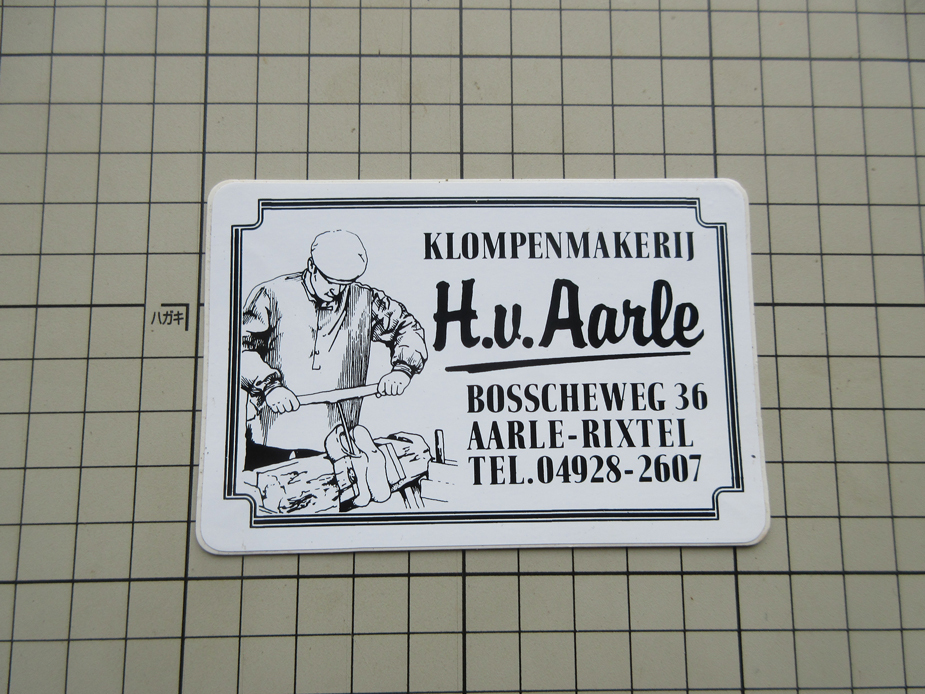 KLOMPENMAKERIJ
H.v. Aarle
BOSSCHEWEG 36
AARLE-RIXTEL
TEL.04928-2607
ハガキ